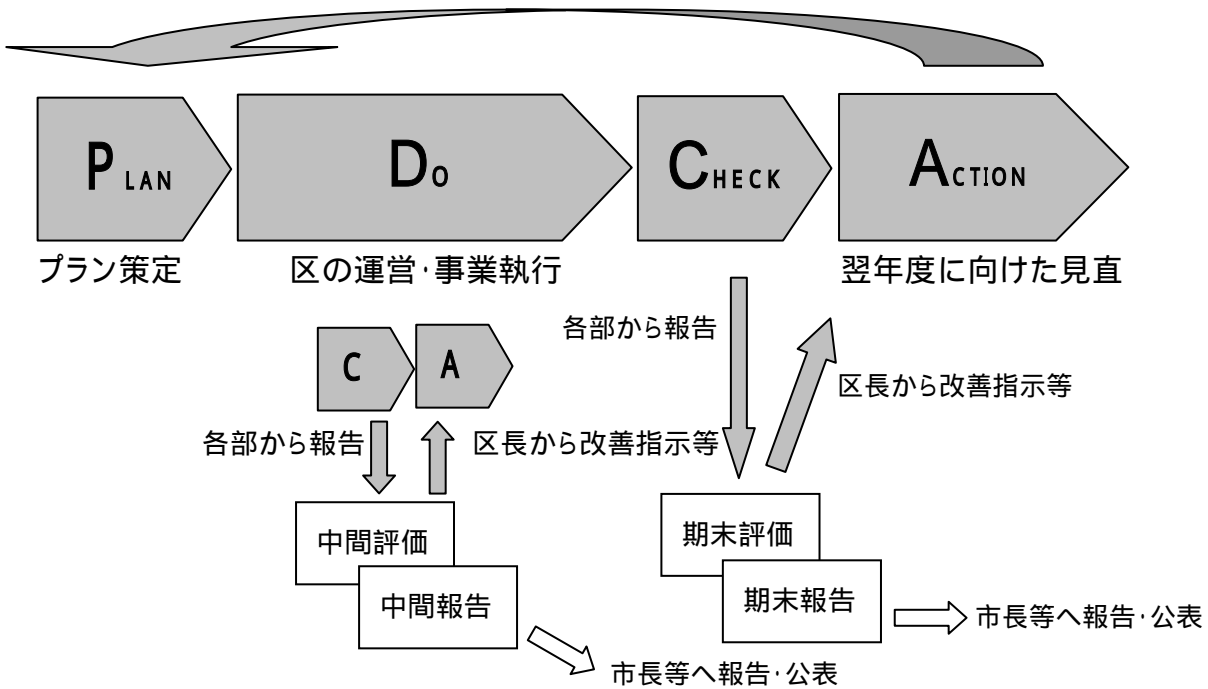 PLAN
DO
CHECK
ACTION
プラン策定
区の運営・事業執行
翌年度に向けた見直
各部から報告
区長から改善指示等
C
A
各部から報告
区長から改善指示等
中間評価
中間報告
期末評価
期末報告
市長等へ報告・公表
市長等へ報告・公表